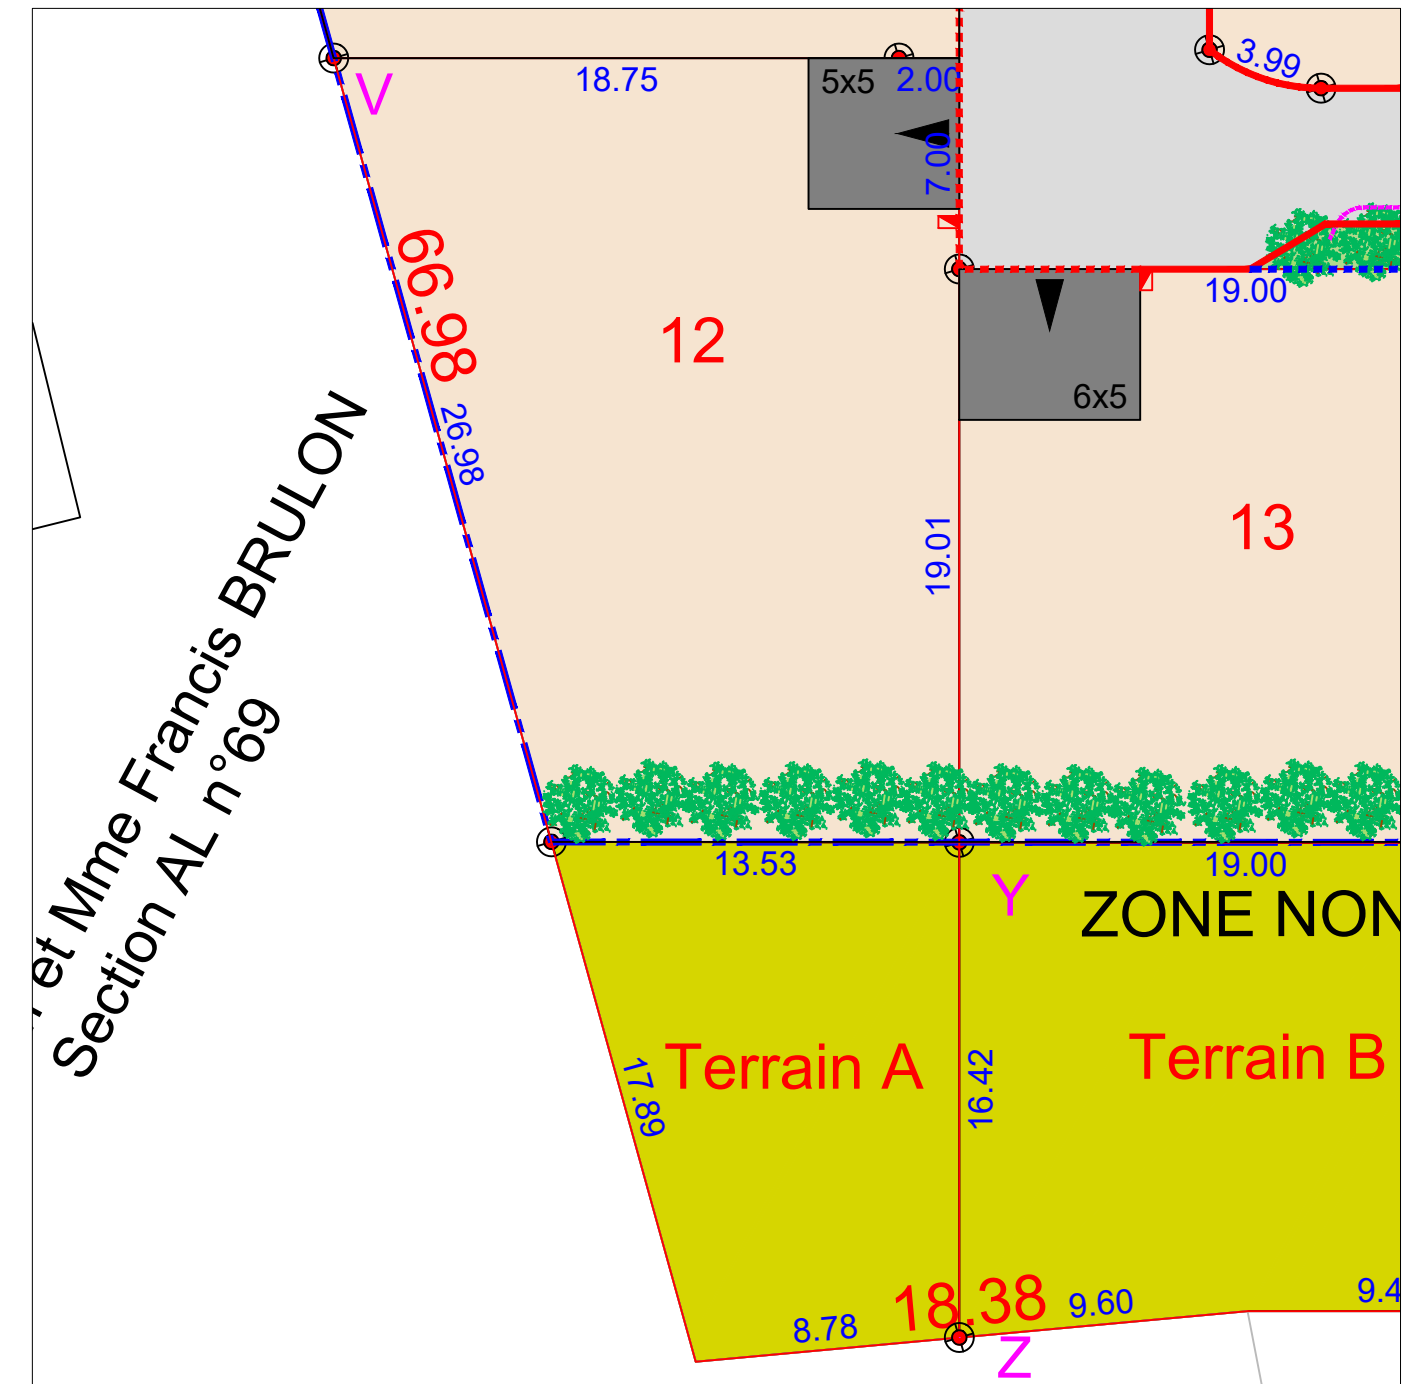 3.99
V
18.75
5x5
2.00
7.00
66.98
19.00
12
6x5
26.98
13
19.01
et Mme Francis BRULON
Section AL n°69
13.53
19.00
Y
ZONE NON
Terrain A
Terrain B
17.89
16.42
18.38
9.60
9.4
8.78
Z